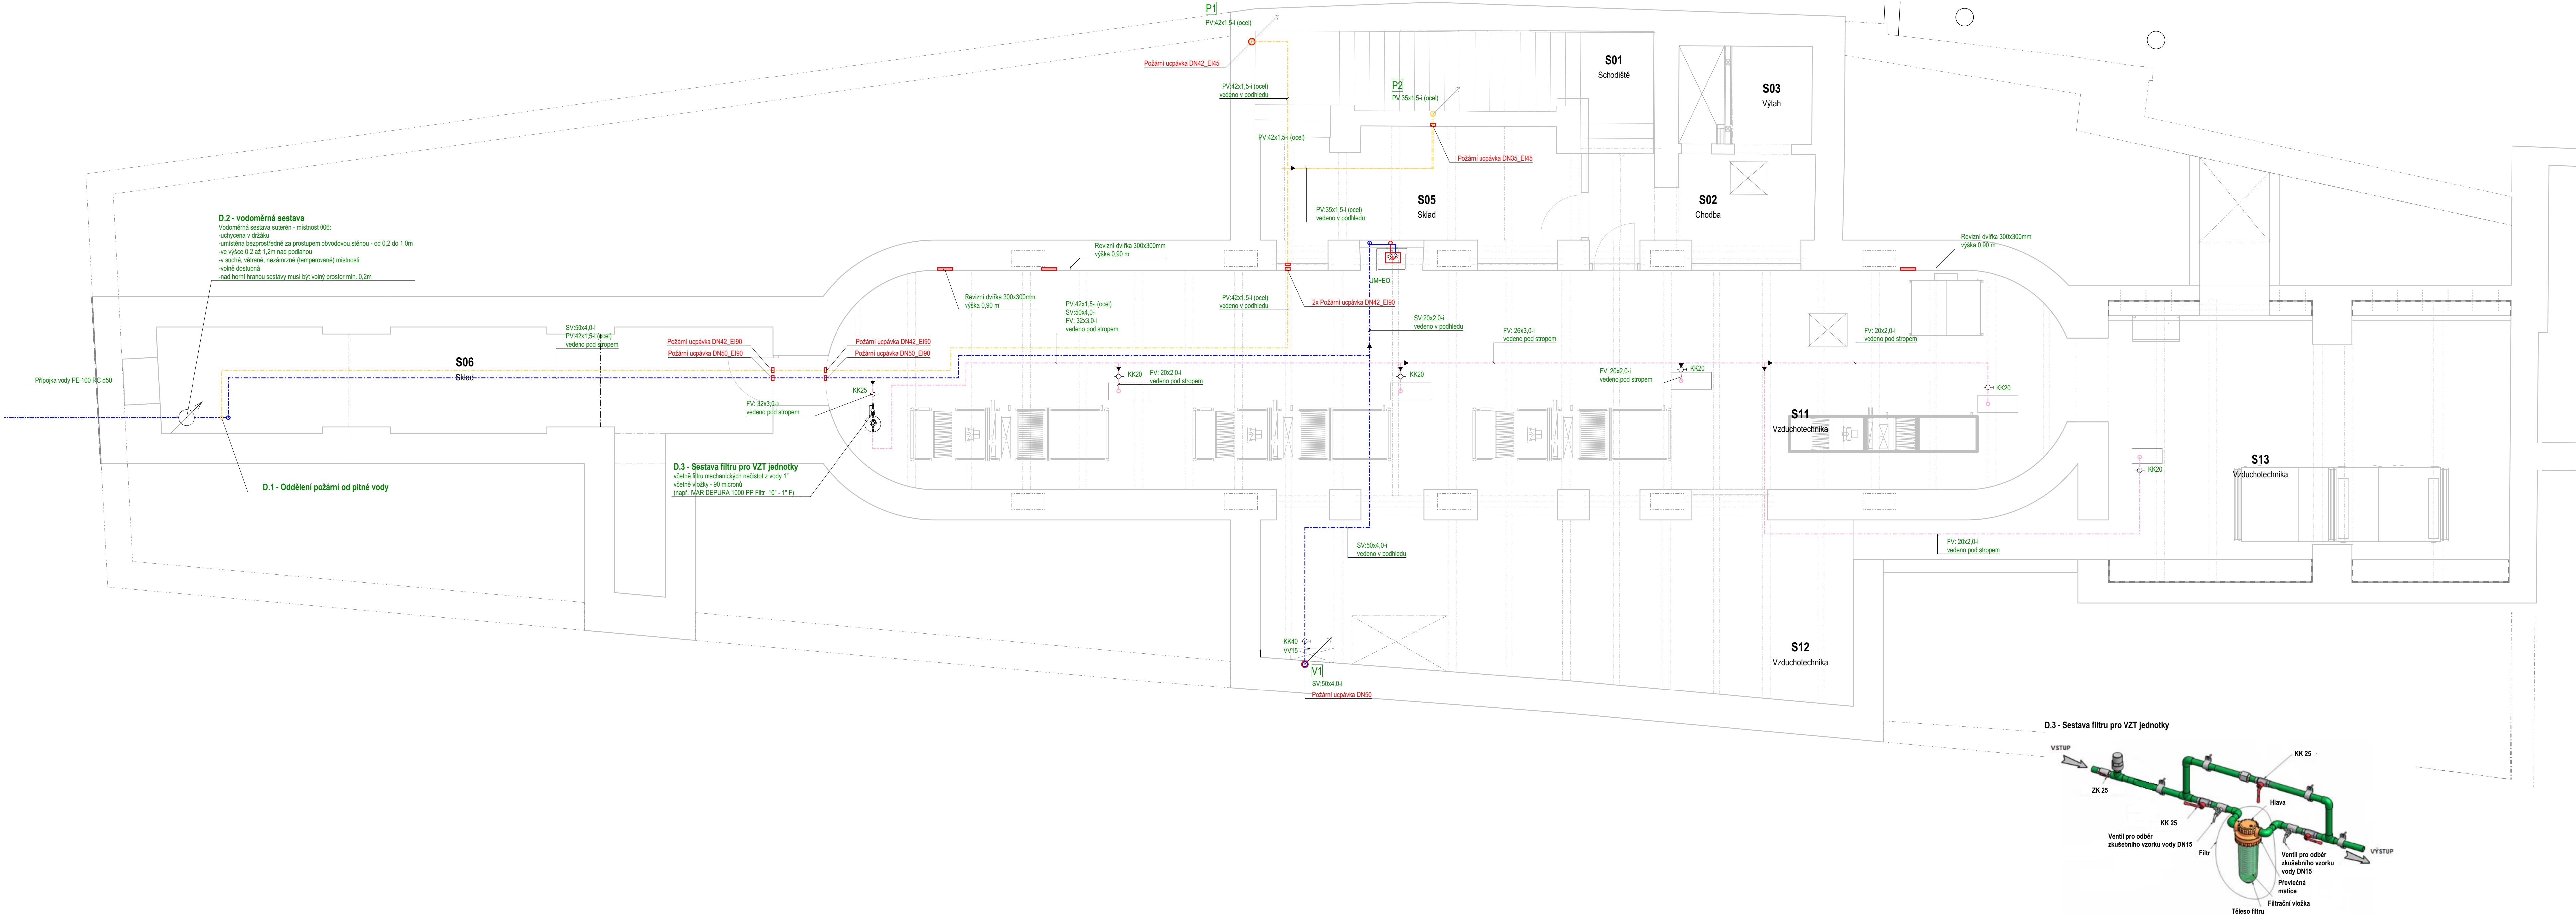 P1
PV:42x1,5-i (ocel)
Požární ucpávka DN42_EI45
PV:42x1,5-i (ocel)
vedeno v podhledu
P2
PV:35x1,5-i (ocel)
PV:42x1,5-i (ocel)
Požární ucpávka DN35_EI45
S01
Schodiště
S03
Výtah
S05
Sklad
S02
Chodba
PV:35x1,5-i (ocel)
vedeno v podhledu
D.2 - vodoměrná sestava
Vodoměrná sestava suterén - místnost 006:
-uchycena v držáku
-umístěna bezprostředně za prostupem obvodovou stěnou - od 0,2 do 1,0m
-ve výšce 0,2 až 1,2m nad podlahou
-v suché, větrané, nezámrzné (temperované) místnosti
-volně dostupná
-nad horní hranou sestavy musí být volný prostor min. 0,2m
Revizní dvířka 300x300mm
výška 0,90 m
Revizní dvířka 300x300mm
výška 0,90 m
Revizní dvířka 300x300mm
výška 0,90 m
UM+EO
PV:42x1,5-i (ocel)
vedeno v podhledu
2x Požární ucpávka DN42_EI90
PV:42x1,5-i (ocel)
SV:50x4,0-i
FV: 32x3,0-i
vedeno pod stropem
SV:20x2,0-i
vedeno v podhledu
FV: 26x3,0-i
vedeno pod stropem
FV: 20x2,0-i
vedeno pod stropem
SV:50x4,0-i
PV:42x1,5-i (ocel)
vedeno pod stropem
Požární ucpávka DN42_EI90
Požární ucpávka DN50_EI90
Požární ucpávka DN42_EI90
Požární ucpávka DN50_EI90
S06
Sklad
Přípojka vody PE 100 RC d50
KK25
FV: 32x3,0-i
vedeno pod stropem
KK20
FV: 20x2,0-i
vedeno pod stropem
KK20
FV: 20x2,0-i
vedeno pod stropem
KK20
KK20
S11
Vzduchotechnika
D.1 - Oddělení požární od pitné vody
D.3 - Sestava filtru pro VZT jednotky
včetně filtru mechanických nečistot z vody 1"
včetně vložky - 90 micronů
(např. IVAR DEPURA 1000 PP Filtr 10" - 1" F)
KK20
S13
Vzduchotechnika
SV:50x4,0-i
vedeno v podhledu
FV: 20x2,0-i
vedeno pod stropem
KK40
VV15
V1
SV:50x4,0-i
Požární ucpávka DN50
S12
Vzduchotechnika
D.3 - Sestava filtru pro VZT jednotky
VSTUP
KK 25
ZK 25
Hlava
KK 25
Ventil pro odběr
zkušebního vzorku vody DN15
Filtr
Ventil pro odběr
zkušebního vzorku
vody DN15
VÝSTUP
Převlečná
matice
Filtrační vložka
Těleso filtru